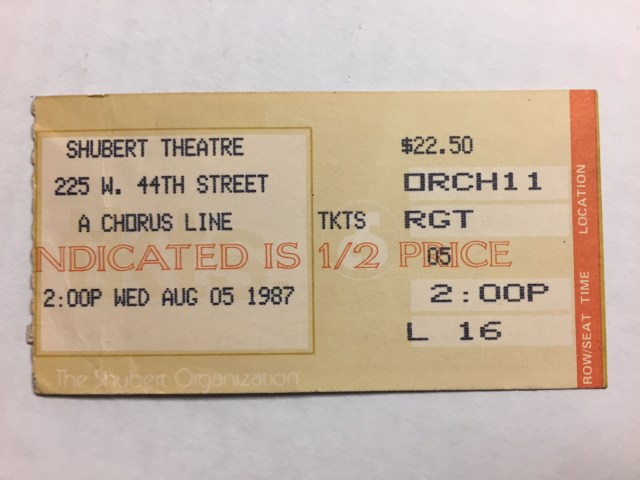 SHUBERT THEATRE
225 W. 44TH STREET
A CHORUS LINE
NDICATED IS 1/2 PRICE
2:00P WED AUG 05 1987
The Shubert Organization
TKTS
$22.50
ORCH11
RGT
05
2:00P
L 16
ROW/SEAT TIME LOCATION